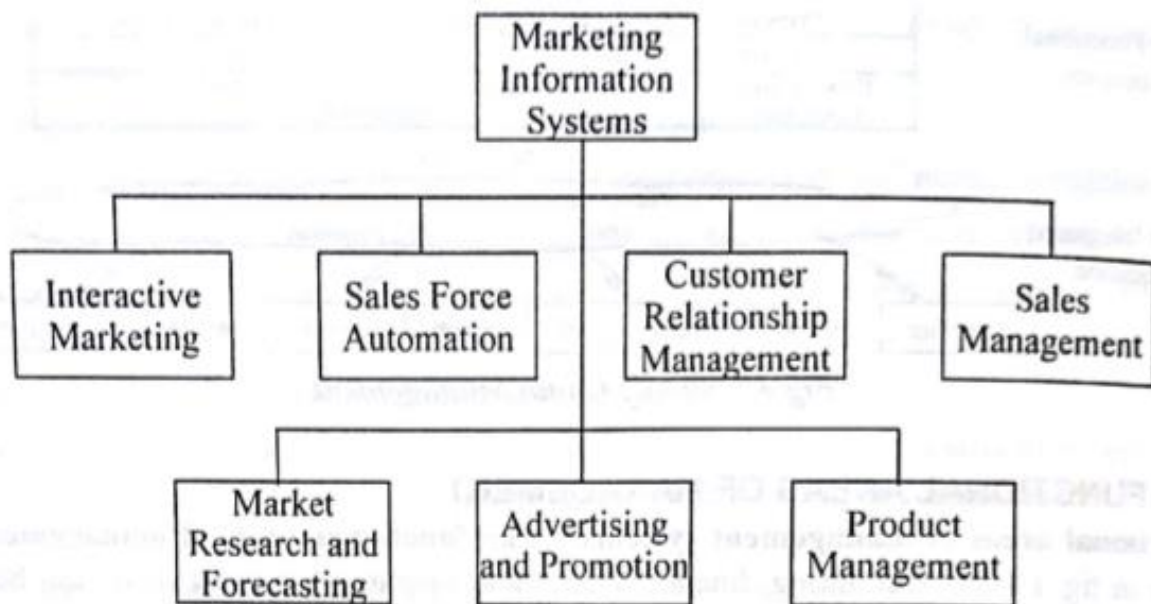 Marketing
Information
Systems
Interactive
Marketing
Sales Force
Automation
Customer
Relationship
Management
Sales
Management
Market
Research and
Forecasting
Advertising
and Promotion
Product
Management